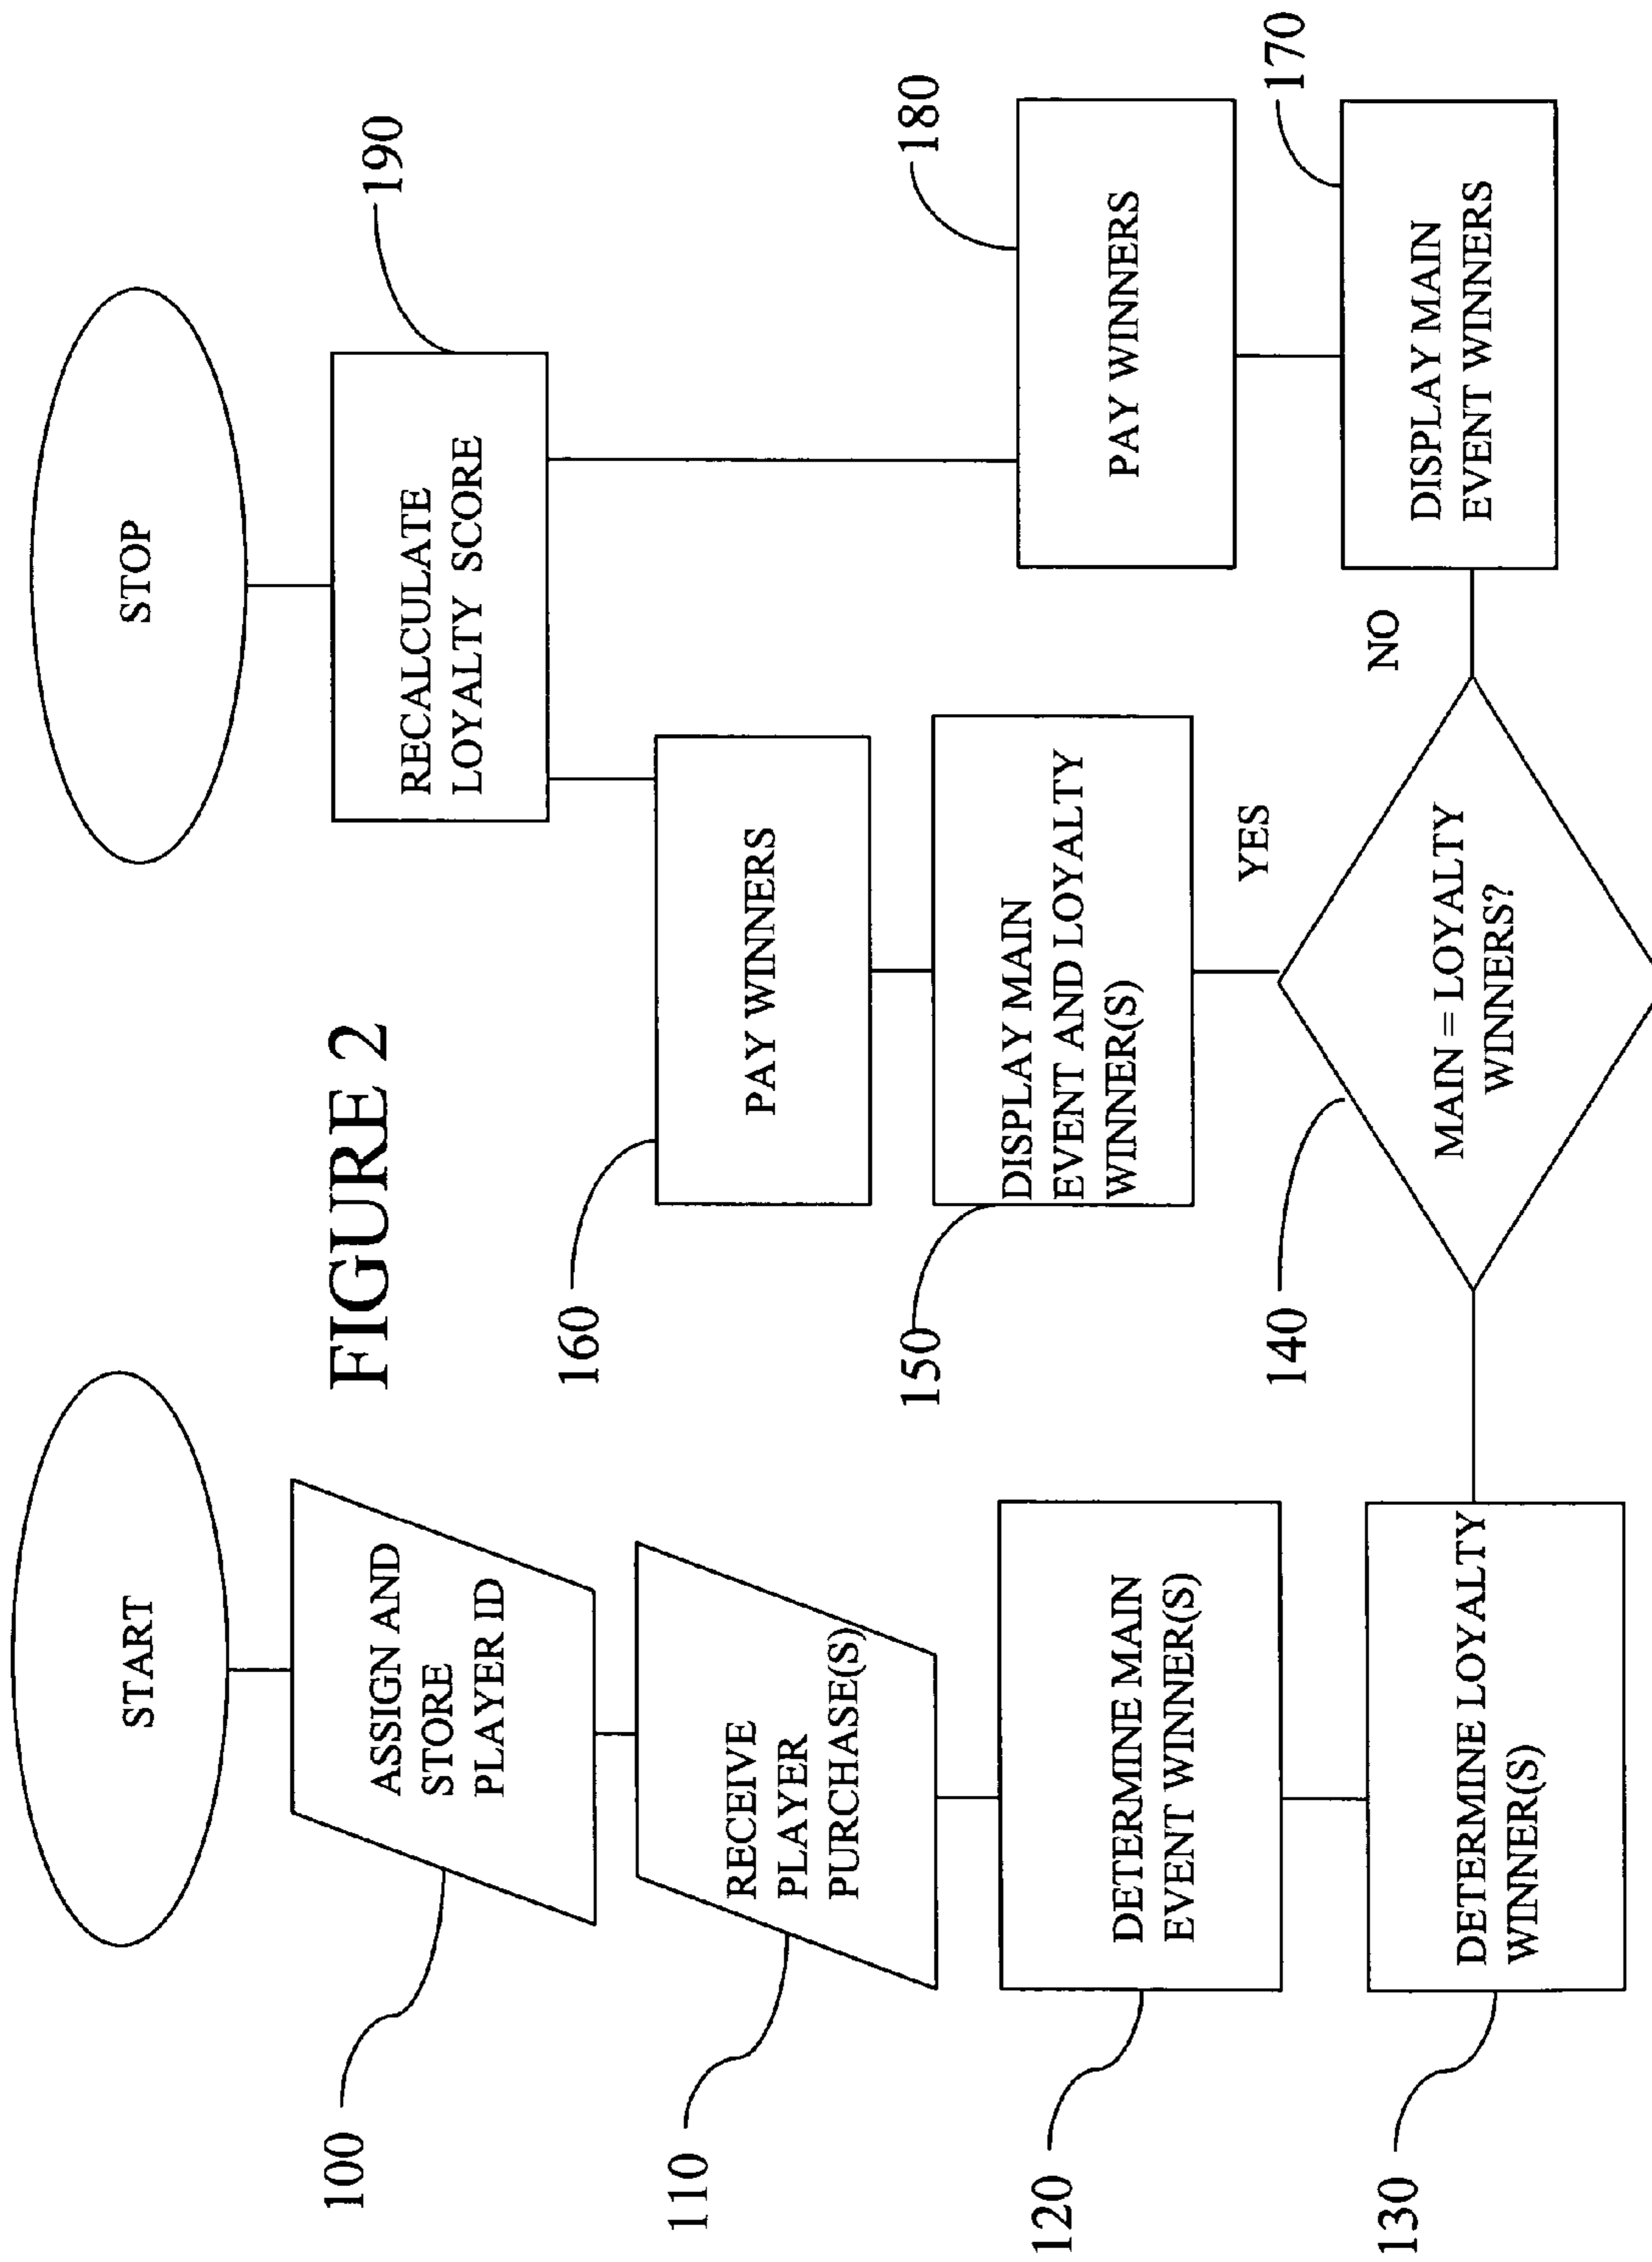 FIGURE 2
START
100
ASSIGN AND
STORE
PLAYER ID
110
RECEIVE
PLAYER
PURCHASE(S)
120
DETERMINE MAIN
EVENT WINNER(S)
130
DETERMINE LOYALTY
WINNER(S)
140
MAIN = LOYALTY
WINNERS?
YES
NO
150
DISPLAY MAIN
EVENT AND LOYALTY
WINNER(S)
160
PAY WINNERS
170
DISPLAY MAIN
EVENT WINNERS
180
PAY WINNERS
190
RECALCULATE
LOYALTY SCORE
STOP